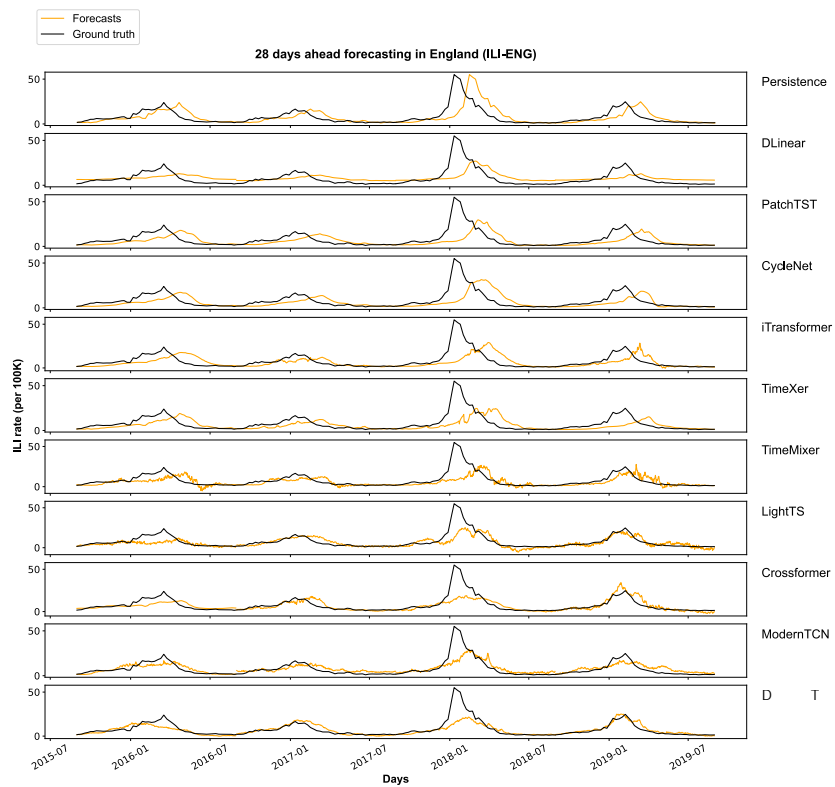 Forecasts
Ground truth
28 days ahead forecasting in England (ILI-ENG)
50
0
Persistence
50
0
DLinear
50
0
PatchTST
50
0
CycleNet
50
0
iTransformer
50
0
TimeXer
50
0
TimeMixer
50
0
LightTS
50
0
Crossformer
50
0
ModernTCN
50
0
D T
ILI rate (per 100K)
2015-07
2016-01
2016-07
2017-01
2017-07
2018-01
2018-07
2019-01
2019-07
Days